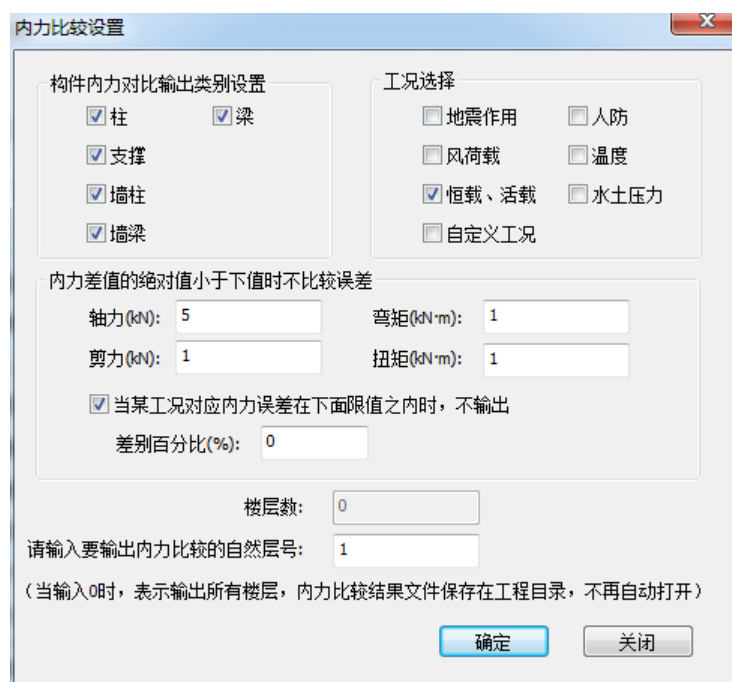 内力比较设置
构件内力对比输出类别设置
柱 梁
支撑
墙柱
墙梁
工况选择
地震作用 人防
风荷载 温度
恒载、活载 水土压力
自定义工况
内力差值的绝对值小于下值时不比较误差
轴力(kN): 5 弯矩(kN·m): 1
剪力(kN): 1 扭矩(kN·m): 1
当某工况对应内力误差在下面限值之内时，不输出
差别百分比(%): 0
楼层数: 0
请输入要输出内力比较的自然层号: 1
(当输入0时，表示输出所有楼层，内力比较结果文件保存在工程目录，不再自动打开)
确定 关闭